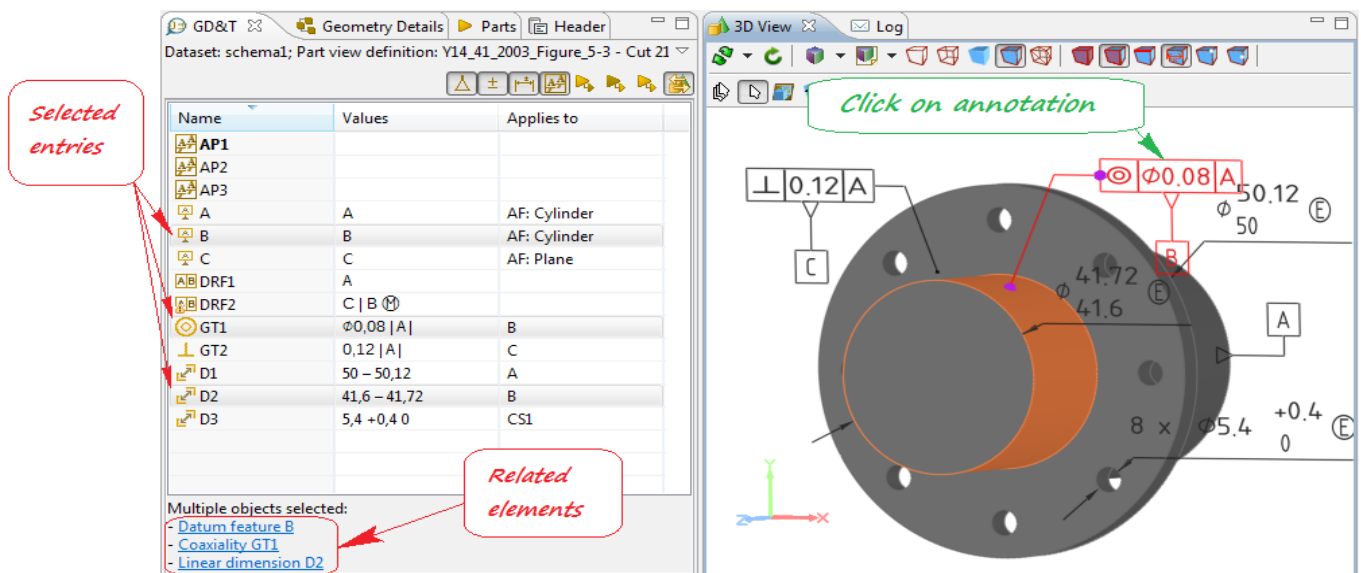 GD&T
Geometry Details
Parts
Header
Dataset: schema1; Part view definition: Y14_41_2003_Figure_5-3 - Cut 21
Selected
entries
Name Values Applies to
AP1
AP2
AP3
A A AF: Cylinder
B B AF: Cylinder
C C AF: Plane
DRF1 A
DRF2 C | B Ⓜ
GT1 ⌀0,08 |A| B
GT2 0,12 |A| C
D1 50 – 50,12 A
D2 41,6 – 41,72 B
D3 5,4 +0,4 0 CS1
Related
elements
Multiple objects selected:
- Datum feature B
- Coaxiality GT1
- Linear dimension D2
3D View
Log
Click on annotation
⊥ 0.12 A
C
◎ ⌀0.08 A
B
⌀ 50.12 Ⓔ
50
⌀ 41.72 Ⓔ
41.6
A
8 x ⌀5.4 +0.4 Ⓔ
0
Y
Z X